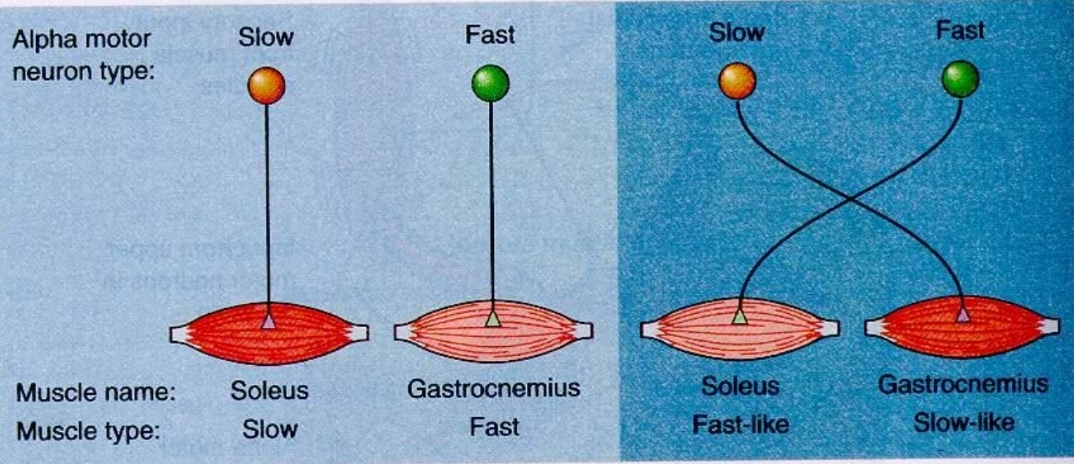 Alpha motor neuron type:
Slow
Fast
Slow
Fast
Muscle name:
Soleus
Gastrocnemius
Soleus
Gastrocnemius
Muscle type:
Slow
Fast
Fast-like
Slow-like